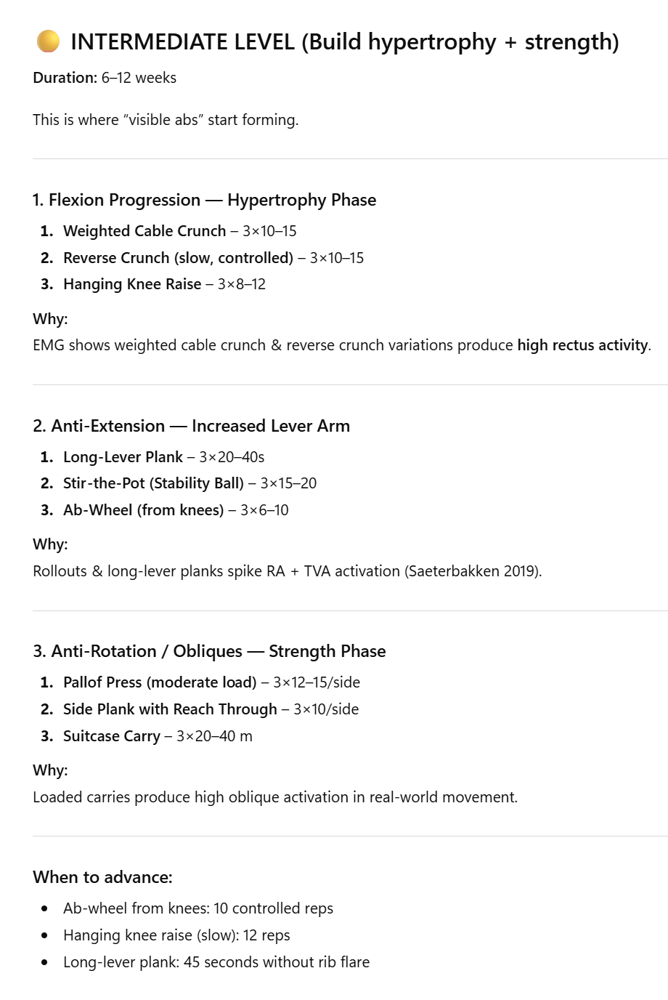 🟡 INTERMEDIATE LEVEL (Build hypertrophy + strength)
Duration: 6–12 weeks
This is where “visible abs” start forming.
1. Flexion Progression — Hypertrophy Phase
1. Weighted Cable Crunch – 3×10–15
2. Reverse Crunch (slow, controlled) – 3×10–15
3. Hanging Knee Raise – 3×8–12
Why:
EMG shows weighted cable crunch & reverse crunch variations produce high rectus activity.
2. Anti-Extension — Increased Lever Arm
1. Long-Lever Plank – 3×20–40s
2. Stir-the-Pot (Stability Ball) – 3×15–20
3. Ab-Wheel (from knees) – 3×6–10
Why:
Rollouts & long-lever planks spike RA + TVA activation (Saeterbakken 2019).
3. Anti-Rotation / Obliques — Strength Phase
1. Pallof Press (moderate load) – 3×12–15/side
2. Side Plank with Reach Through – 3×10/side
3. Suitcase Carry – 3×20–40 m
Why:
Loaded carries produce high oblique activation in real-world movement.
When to advance:
• Ab-wheel from knees: 10 controlled reps
• Hanging knee raise (slow): 12 reps
• Long-lever plank: 45 seconds without rib flare